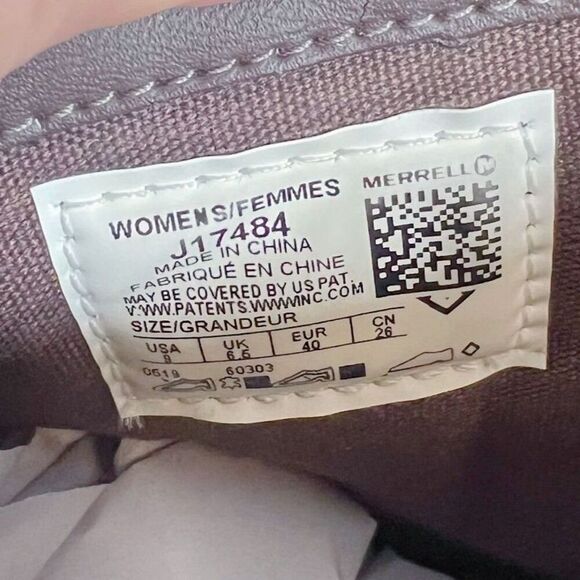 WOMENS/FEMMES
J17484
MADE IN CHINA
FABRIQUÉ EN CHINE
MAY BE COVERED BY US PAT.
WWW.PATENTS.WWWINC.COM
SIZE/GRANDEUR
USA UK EUR CN
9 6.5 40 26
0519 60303
MERRELL M